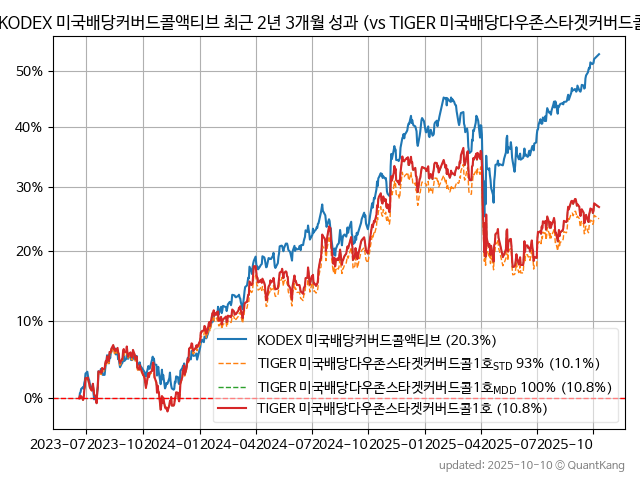 KODEX 미국배당커버드콜액티브 최근 2년 3개월 성과 (vs TIGER 미국배당다우존스타겟커버드콜
50%
40%
30%
20%
10%
0%
KODEX 미국배당커버드콜액티브 (20.3%)
TIGER 미국배당다우존스타겟커버드콜1호STD 93% (10.1%)
TIGER 미국배당다우존스타겟커버드콜1호MDD 100% (10.8%)
TIGER 미국배당다우존스타겟커버드콜1호 (10.8%)
2023-07 2023-10 2024-01 2024-04 2024-07 2024-10 2025-01 2025-04 2025-07 2025-10
updated: 2025-10-10 © QuantKang